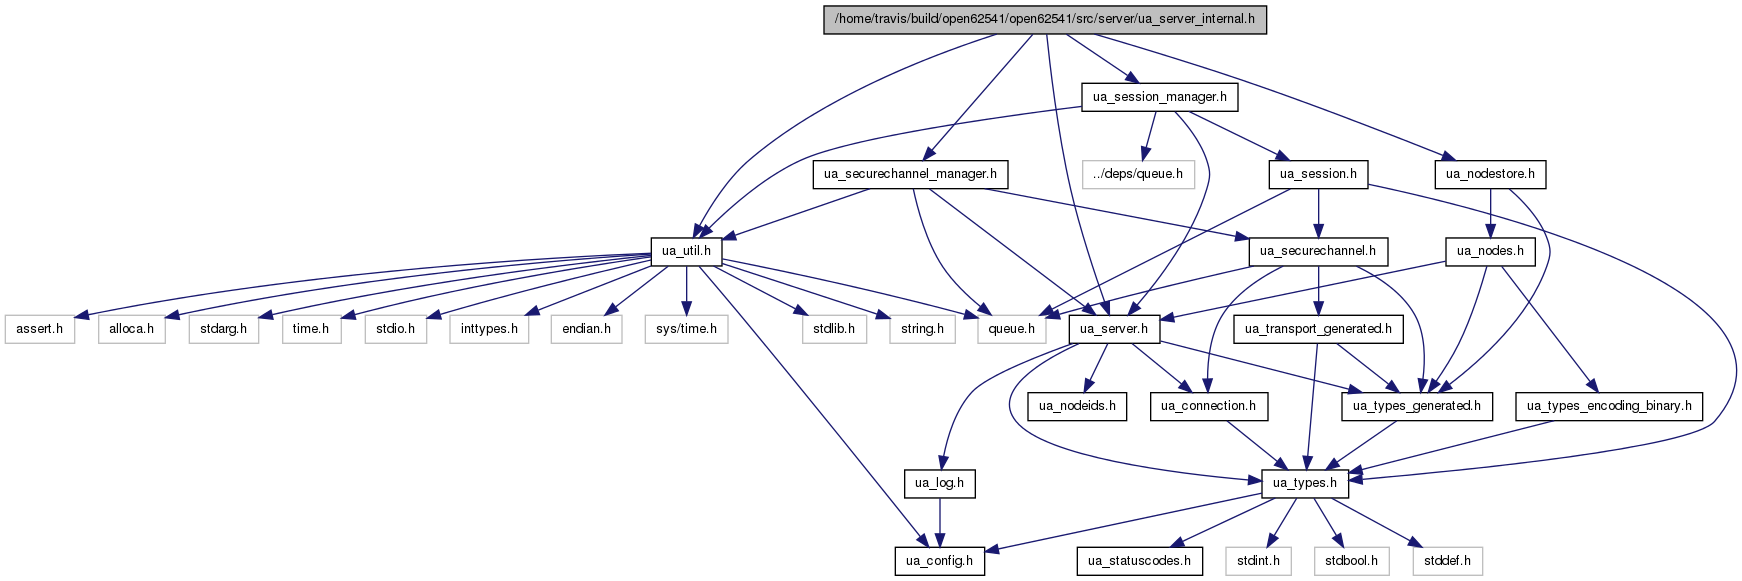 /home/travis/build/open62541/open62541/src/server/ua_server_internal.h
ua_session_manager.h
ua_securechannel_manager.h
../deps/queue.h
ua_session.h
ua_nodestore.h
ua_util.h
ua_securechannel.h
ua_nodes.h
assert.h
alloca.h
stdarg.h
time.h
stdio.h
inttypes.h
endian.h
sys/time.h
stdlib.h
string.h
queue.h
ua_server.h
ua_transport_generated.h
ua_nodeids.h
ua_connection.h
ua_types_generated.h
ua_types_encoding_binary.h
ua_log.h
ua_types.h
ua_config.h
ua_statuscodes.h
stdint.h
stdbool.h
stddef.h